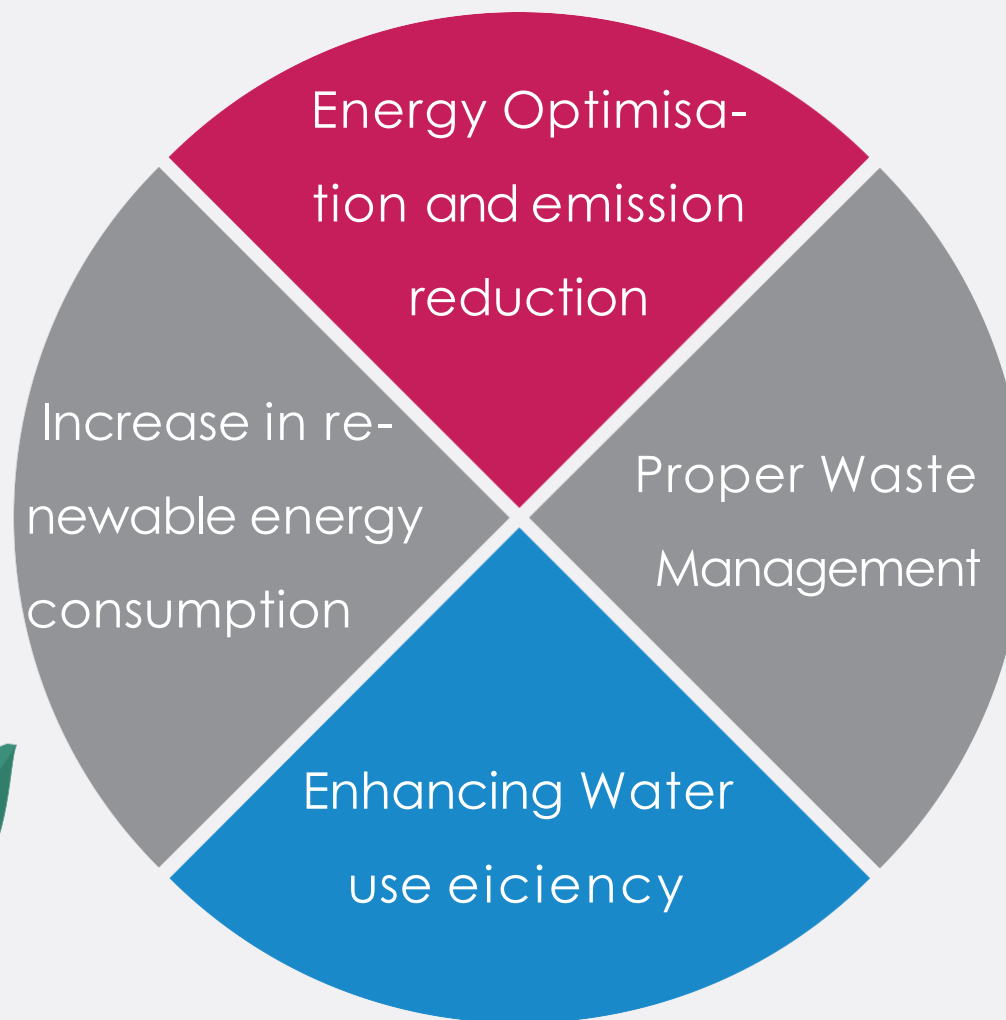 Energy Optimisa-
tion and emission
reduction
Increase in re-
newable energy
consumption
Proper Waste
Management
Enhancing Water
use eiciency